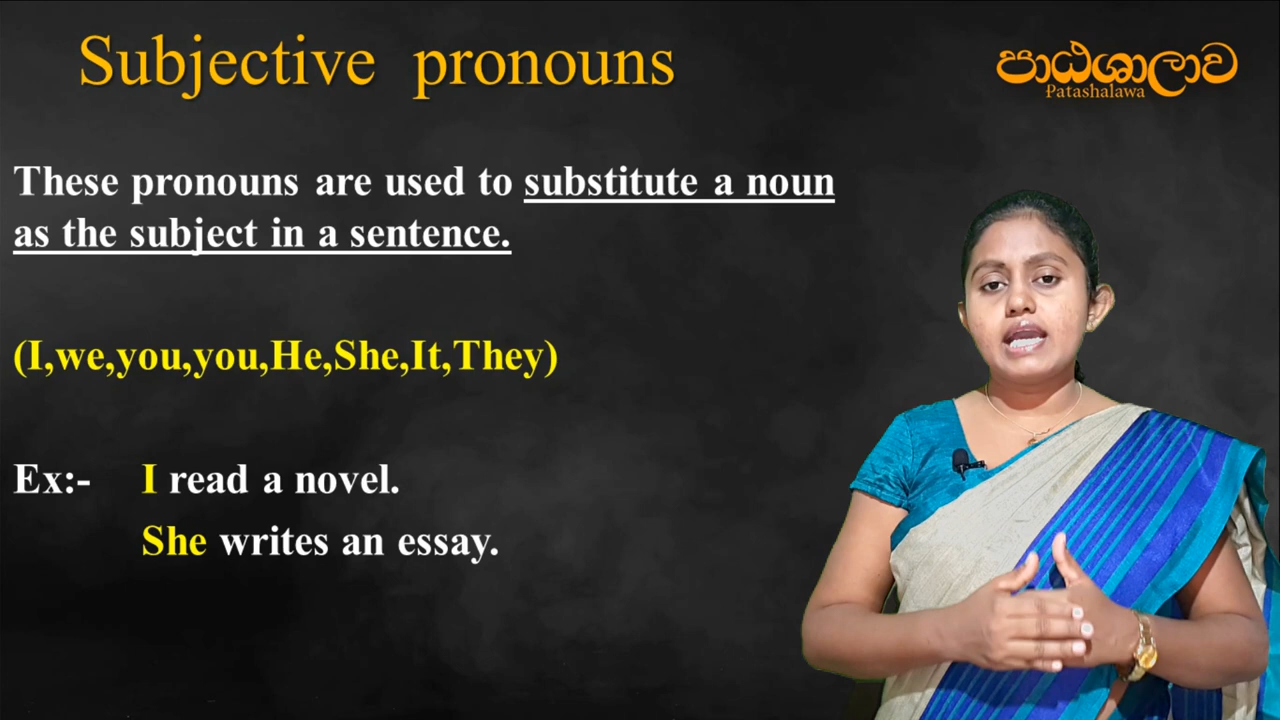 Subjective pronouns
පාඨශාලාව
Patashalawa
These pronouns are used to substitute a noun
as the subject in a sentence.
(I,we,you,you,He,She,It,They)
Ex:- I read a novel.
She writes an essay.